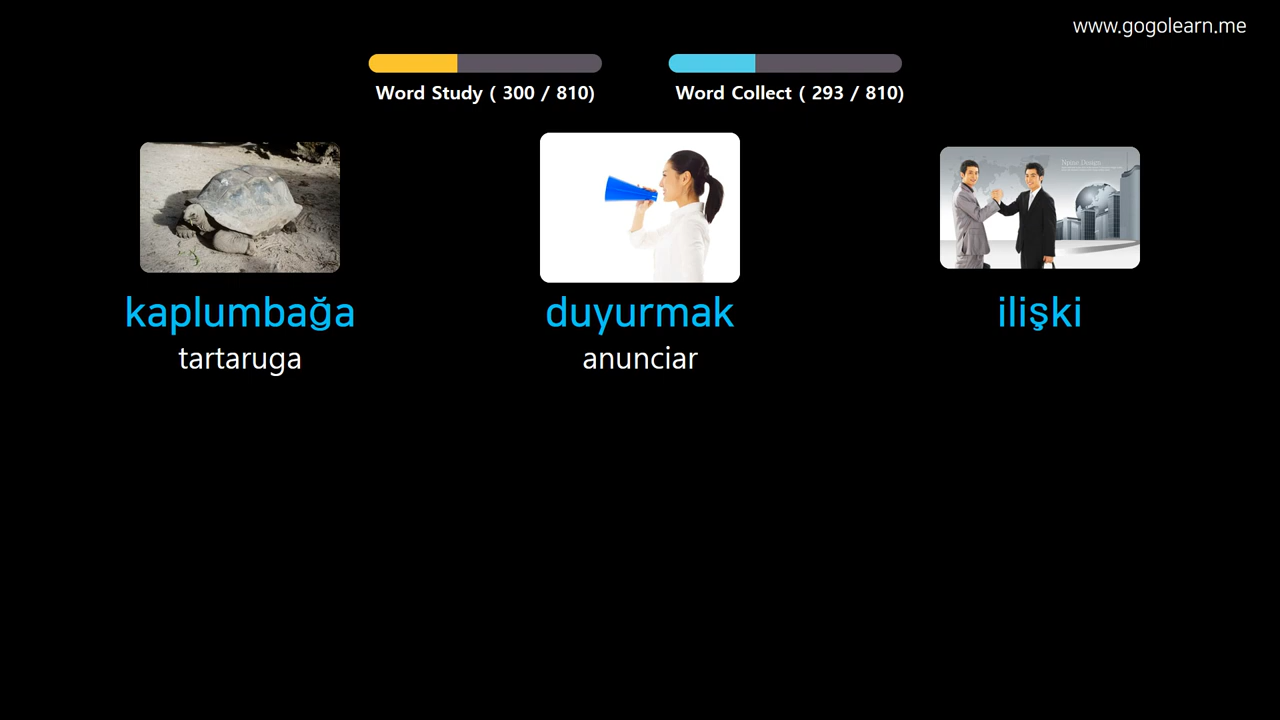 www.gogolearn.me
Word Study ( 300 / 810)
Word Collect ( 293 / 810)
kaplumbağa
duyurmak
ilişki
tartaruga
anunciar